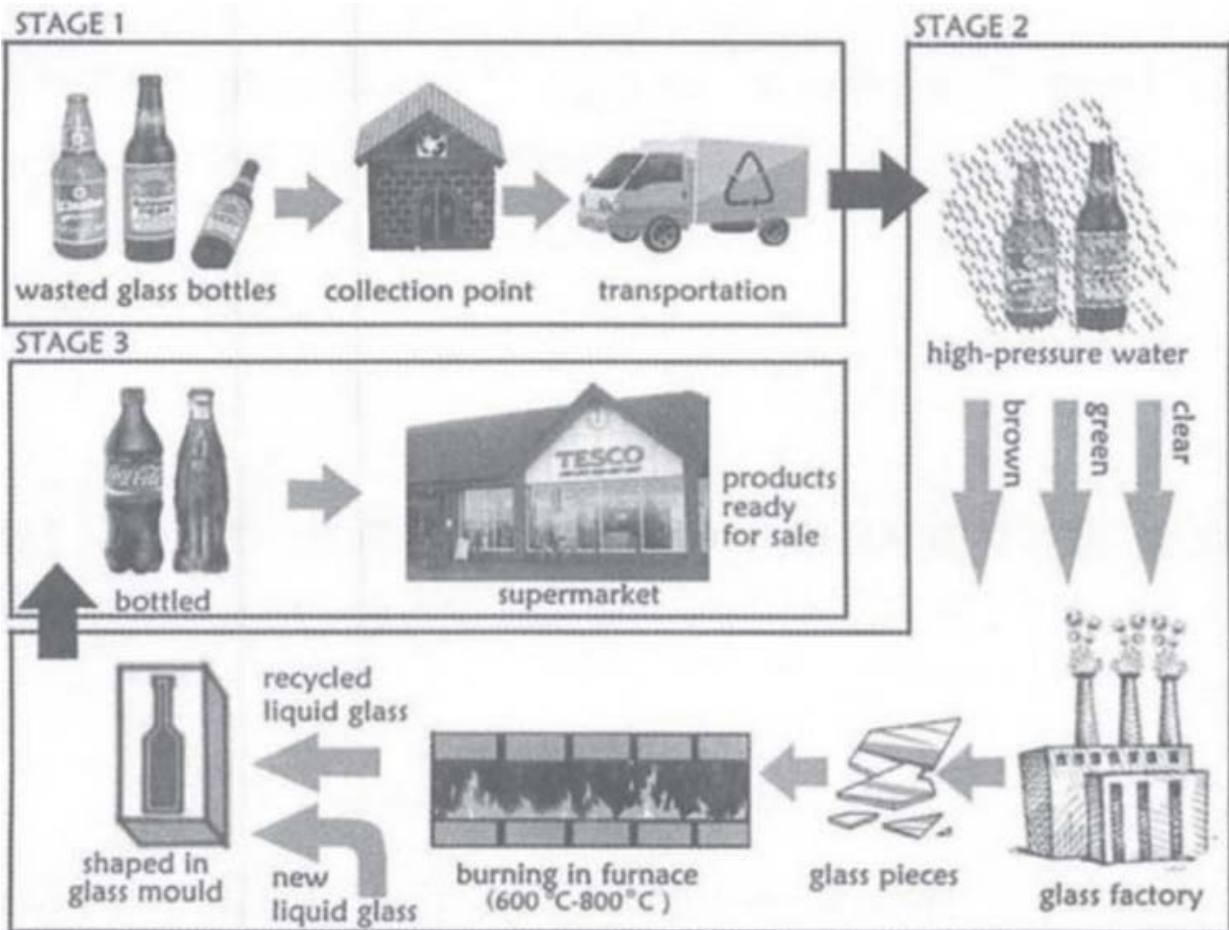 STAGE 1
wasted glass bottles
collection point
transportation
STAGE 2
high-pressure water
brown
green
clear
glass factory
glass pieces
burning in furnace
(600°C-800°C)
recycled
liquid glass
new
liquid glass
shaped in
glass mould
STAGE 3
Coca-Cola
bottled
TESCO
supermarket
products
ready
for sale